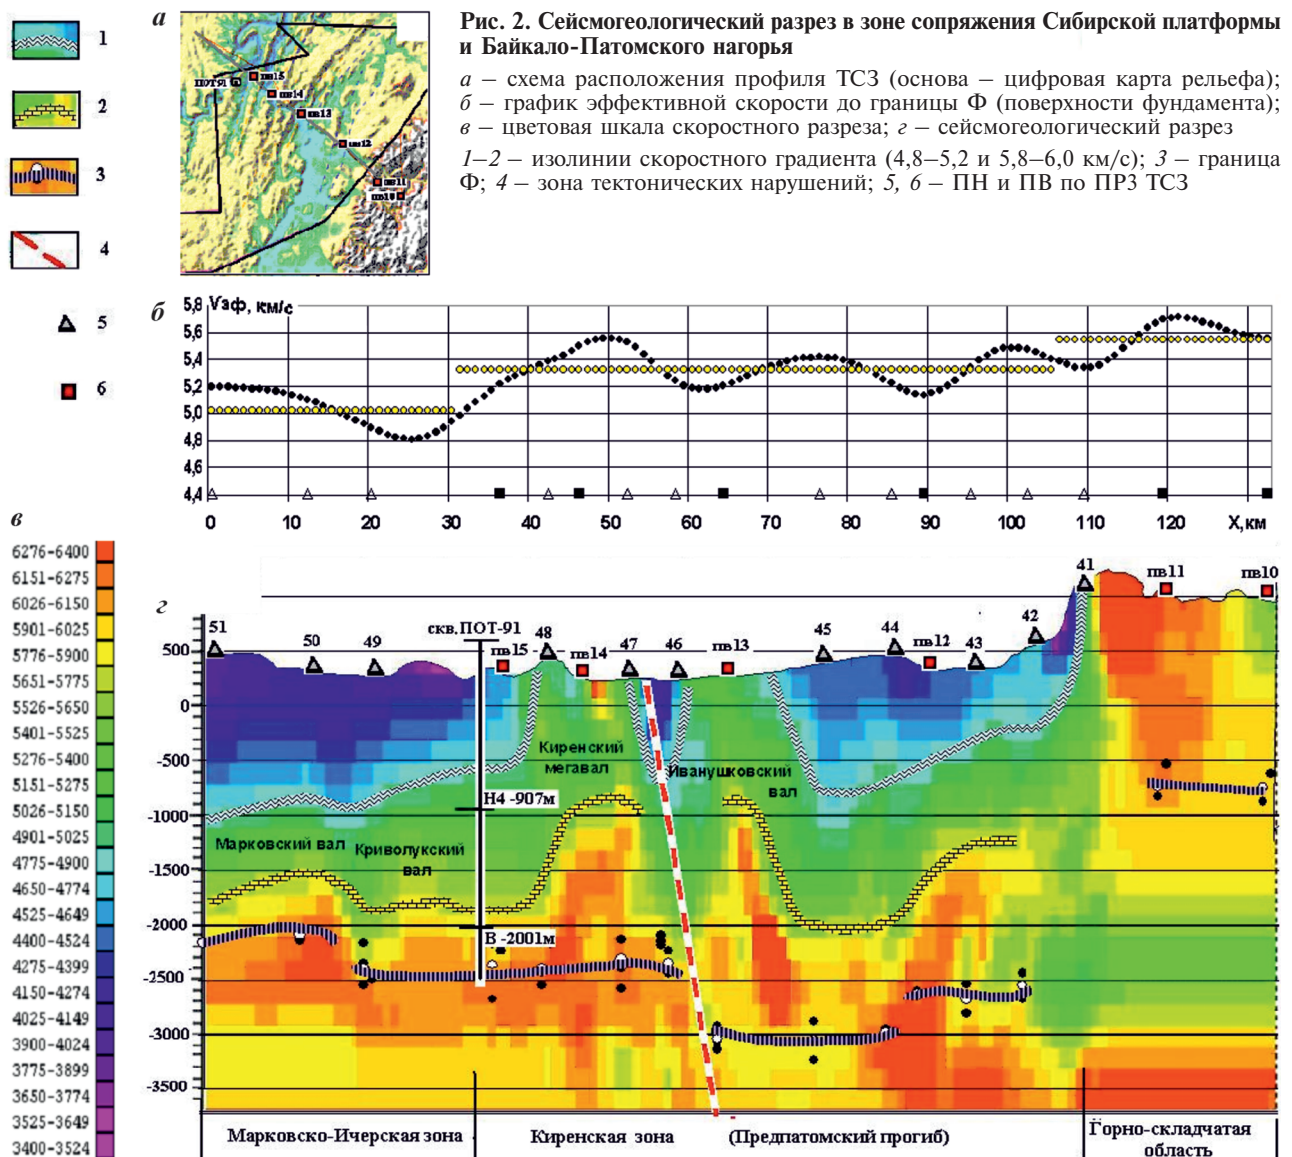 Рис. 2. Сейсмогеологический разрез в зоне сопряжения Сибирской платформы
и Байкало-Патомского нагорья
а – схема расположения профиля ТСЗ (основа – цифровая карта рельефа);
б – график эффективной скорости до границы Ф (поверхности фундамента);
в – цветовая шкала скоростного разреза; г – сейсмогеологический разрез
1–2 – изолинии скоростного градиента (4,8–5,2 и 5,8–6,0 км/с); 3 – граница
Ф; 4 – зона тектонических нарушений; 5, 6 – ПН и ПВ по ПР3 ТСЗ
1
2
3
4
5
6
а
ПОТ91
пв15
пв14
пв13
пв12
пв11
пв10
б
Vэф, км/с
5,8
5,6
5,4
5,2
5,0
4,8
4,6
4,4
0 10 20 30 40 50 60 70 80 90 100 110 120 X, км
в
6276-6400
6151-6275
6026-6150
5901-6025
5776-5900
5651-5775
5526-5650
5401-5525
5276-5400
5151-5275
5026-5150
4901-5025
4775-4900
4650-4774
4525-4649
4400-4524
4275-4399
4150-4274
4025-4149
3900-4024
3775-3899
3650-3774
3525-3649
3400-3524
г
500
0
-500
-1000
-1500
-2000
-2500
-3000
-3500
51 50 49 скв.ПОТ-91 пв15 48 пв14 47 46 пв13 45 44 пв12 43 42 41 пв11 пв10
Киренский
мегавал
Иванушковский
вал
Н4 -907м
Марковский вал
Криволукский
вал
В -2001м
Марковско-Ичерская зона
Киренская зона
(Предпатомский прогиб)
Горно-складчатая
область